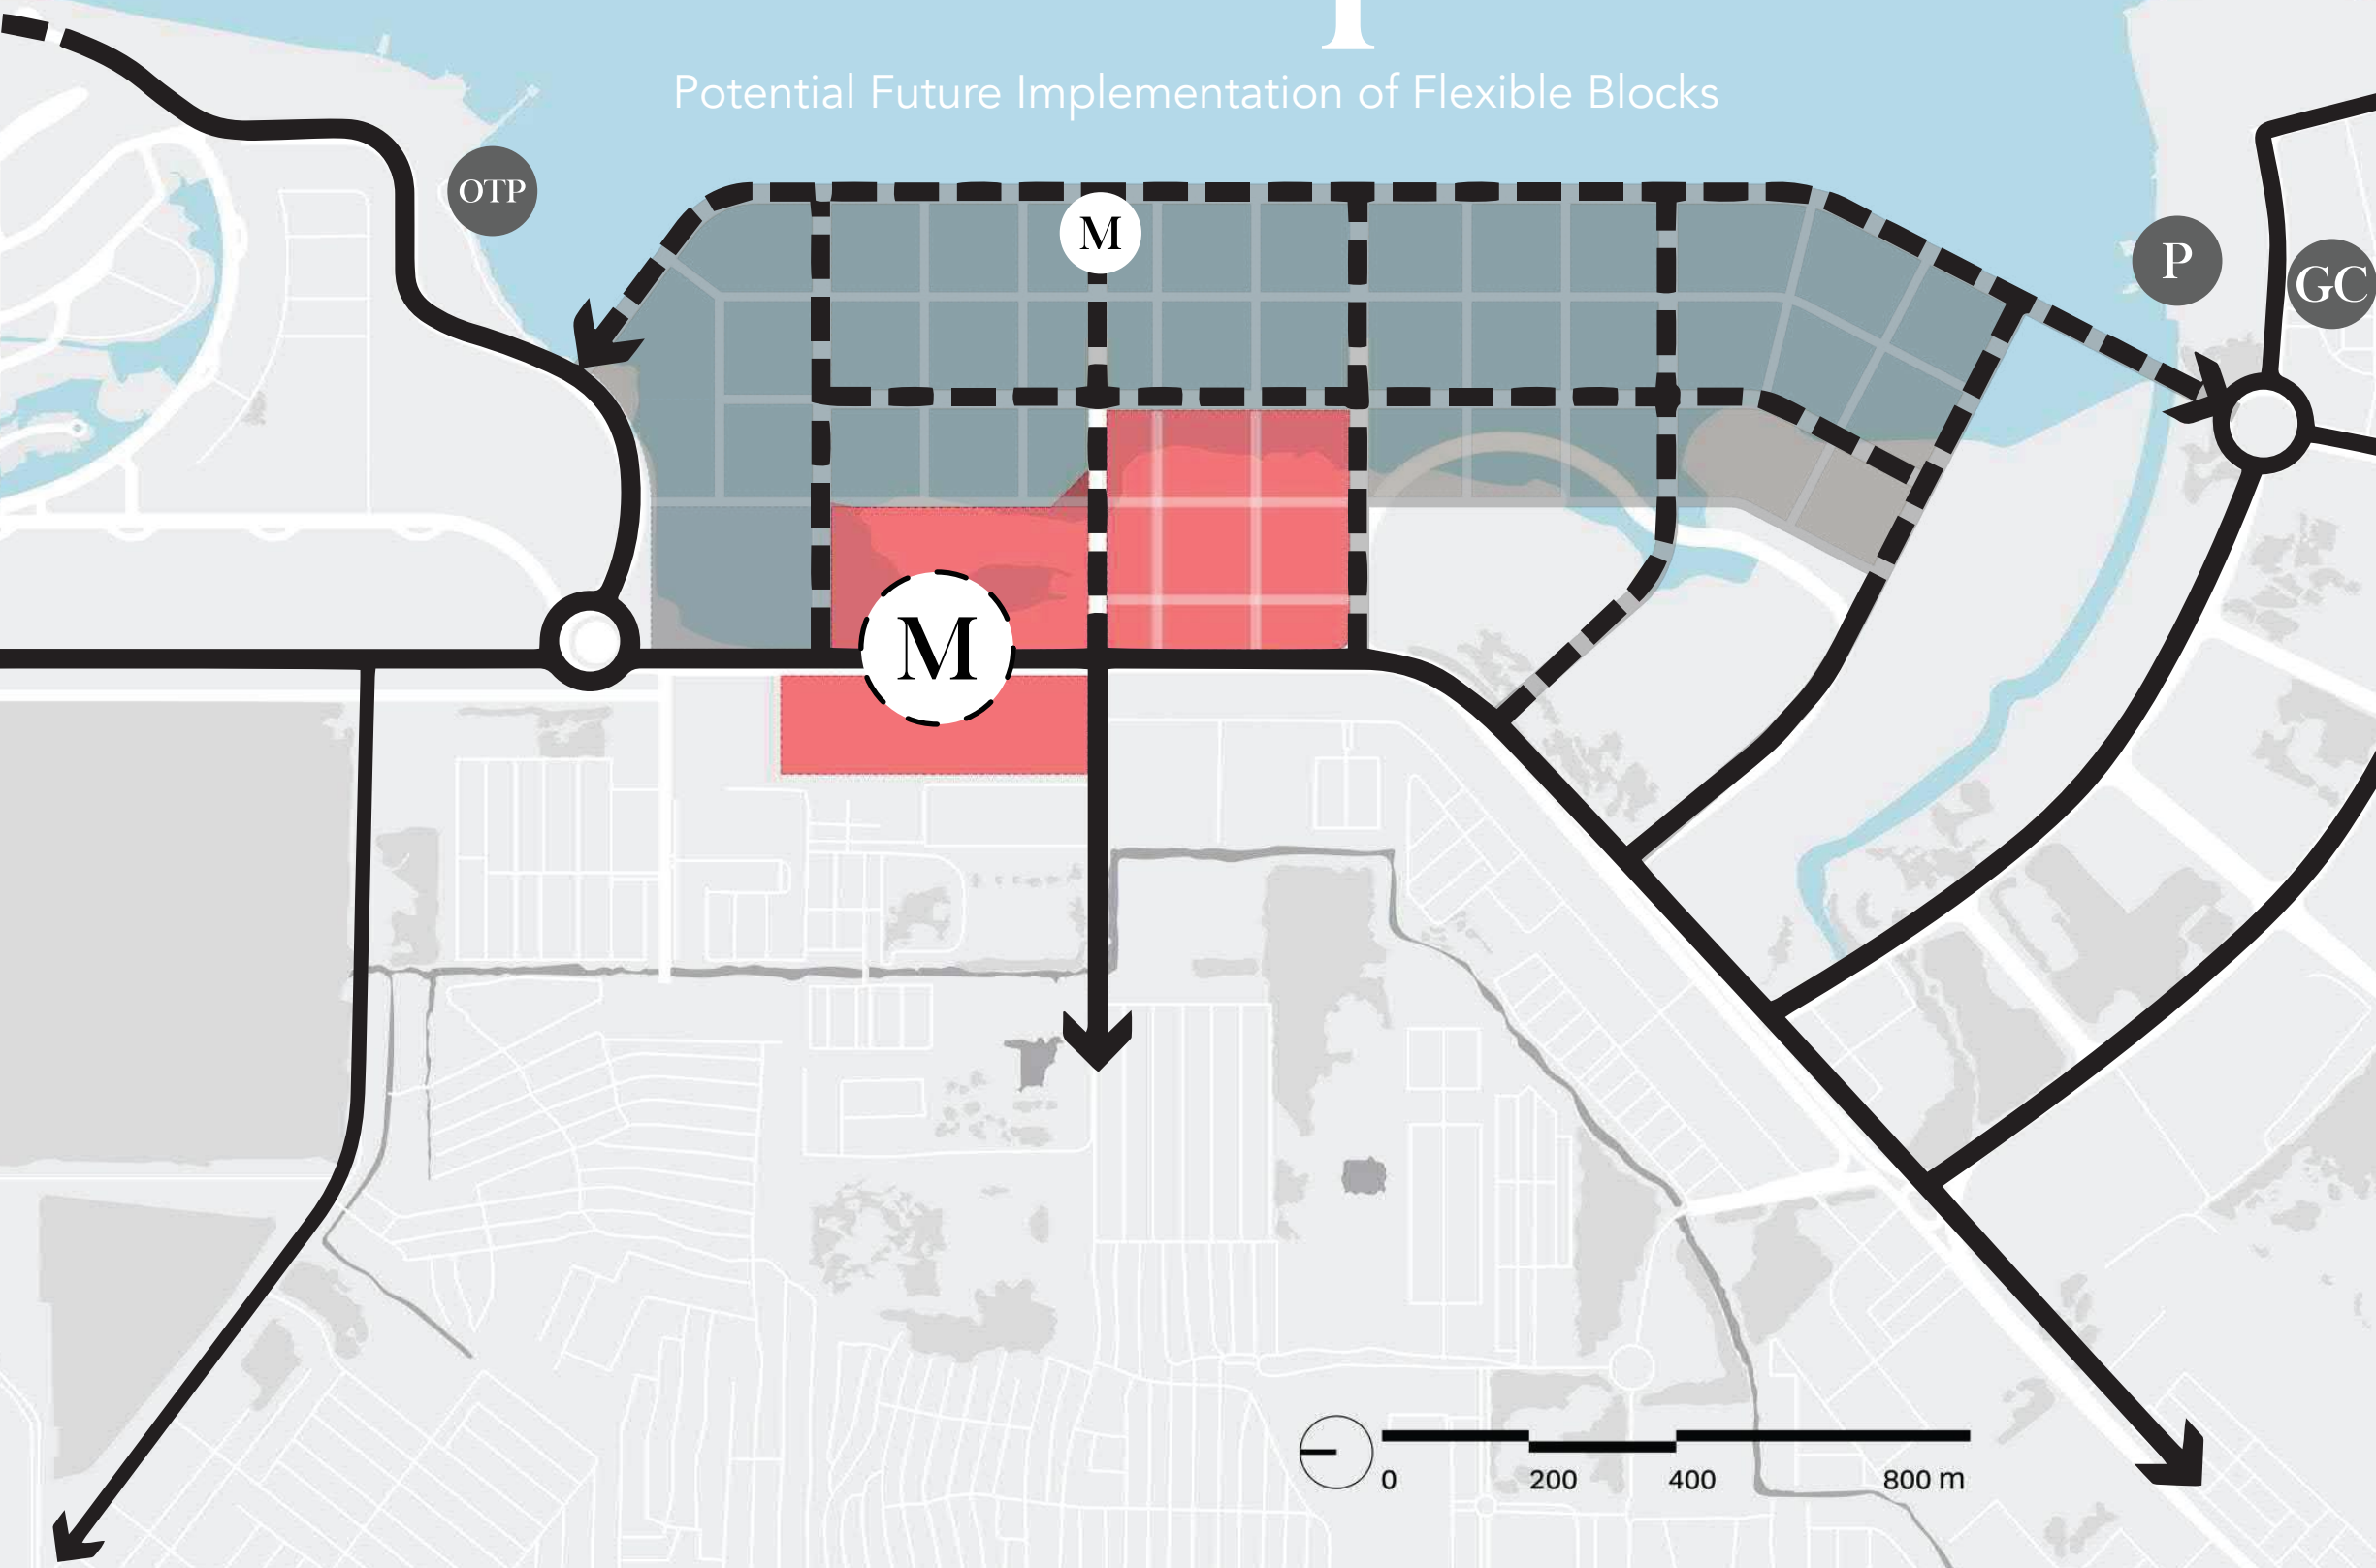 Potential Future Implementation of Flexible Blocks
OTP
M
P
GC
M
0 200 400 800 m